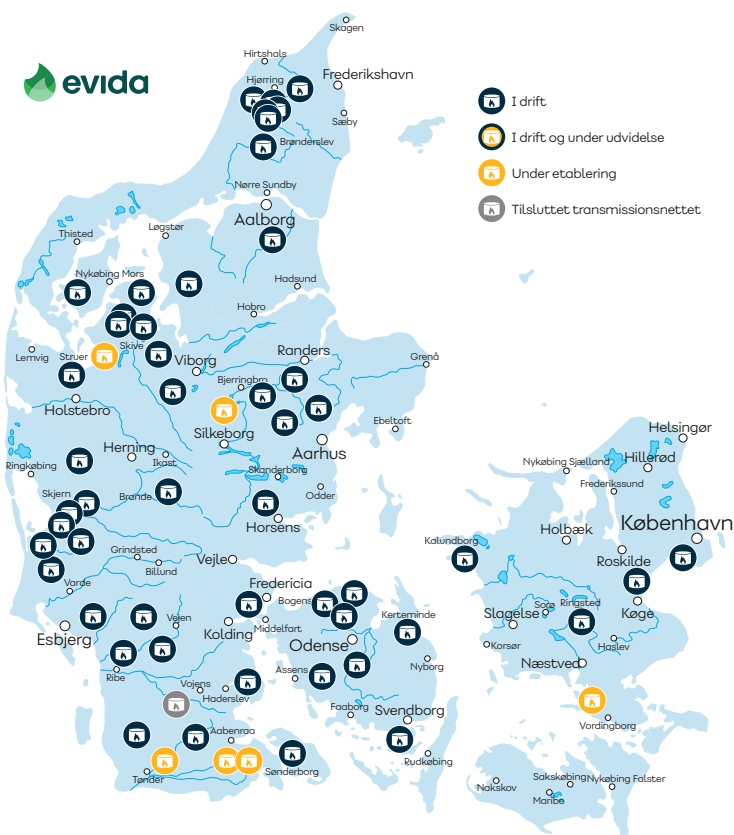 Skagen
Hirtshals
Hjørring
Frederikshavn
evida
I drift
Sæby
I drift og under udvidelse
Brønderslev
Under etablering
Nørre Sundby
Tilsluttet transmissionsnettet
Aalborg
Løgstør
Thisted
Nykøbing Mors
Hadsund
Hobro
Skive
Lemvig
Struer
Viborg
Randers
Grenå
Bjerringbro
Holstebro
Ebeltoft
Silkeborg
Helsingør
Herning
Aarhus
Ikast
Ringkøbing
Skanderborg
Nykøbing Sjælland
Hillerød
Frederikssund
Skjern
Brande
Odder
Horsens
København
Holbæk
Kalundborg
Grindsted
Vejle
Billund
Roskilde
Varde
Fredericia
Bogens
Kerteminde
Slagelse
Sorø
Ringsted
Køge
Esbjerg
Vejen
Kolding
Middelfart
Odense
Korsør
Haslev
Næstved
Nyborg
Ribe
Assens
Vojens
Haderslev
Faaborg
Svendborg
Vordingborg
Aabenraa
Rudkøbing
Tønder
Sønderborg
Nakskov
Sakskøbing
Nykøbing Falster
Maribo